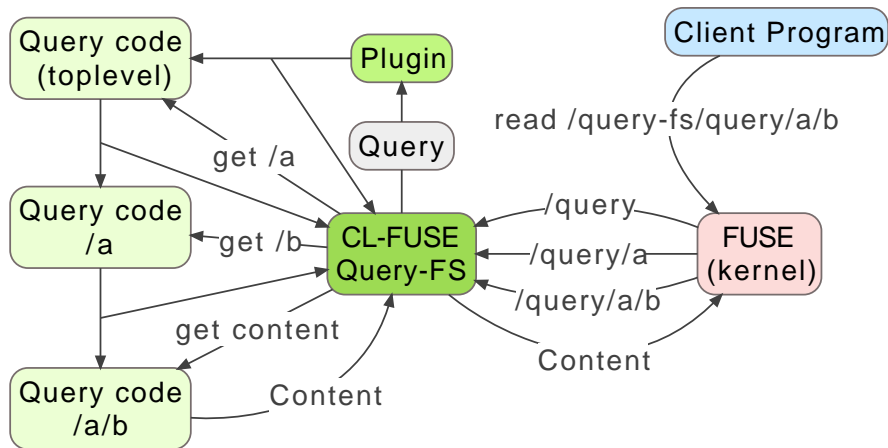 Query code
(toplevel)
Plugin
Client Program
read /query-fs/query/a/b
Query
get /a
Query code
/a
get /b
CL-FUSE
Query-FS
/query
/query/a
/query/a/b
FUSE
(kernel)
get content
Content
Content
Query code
/a/b